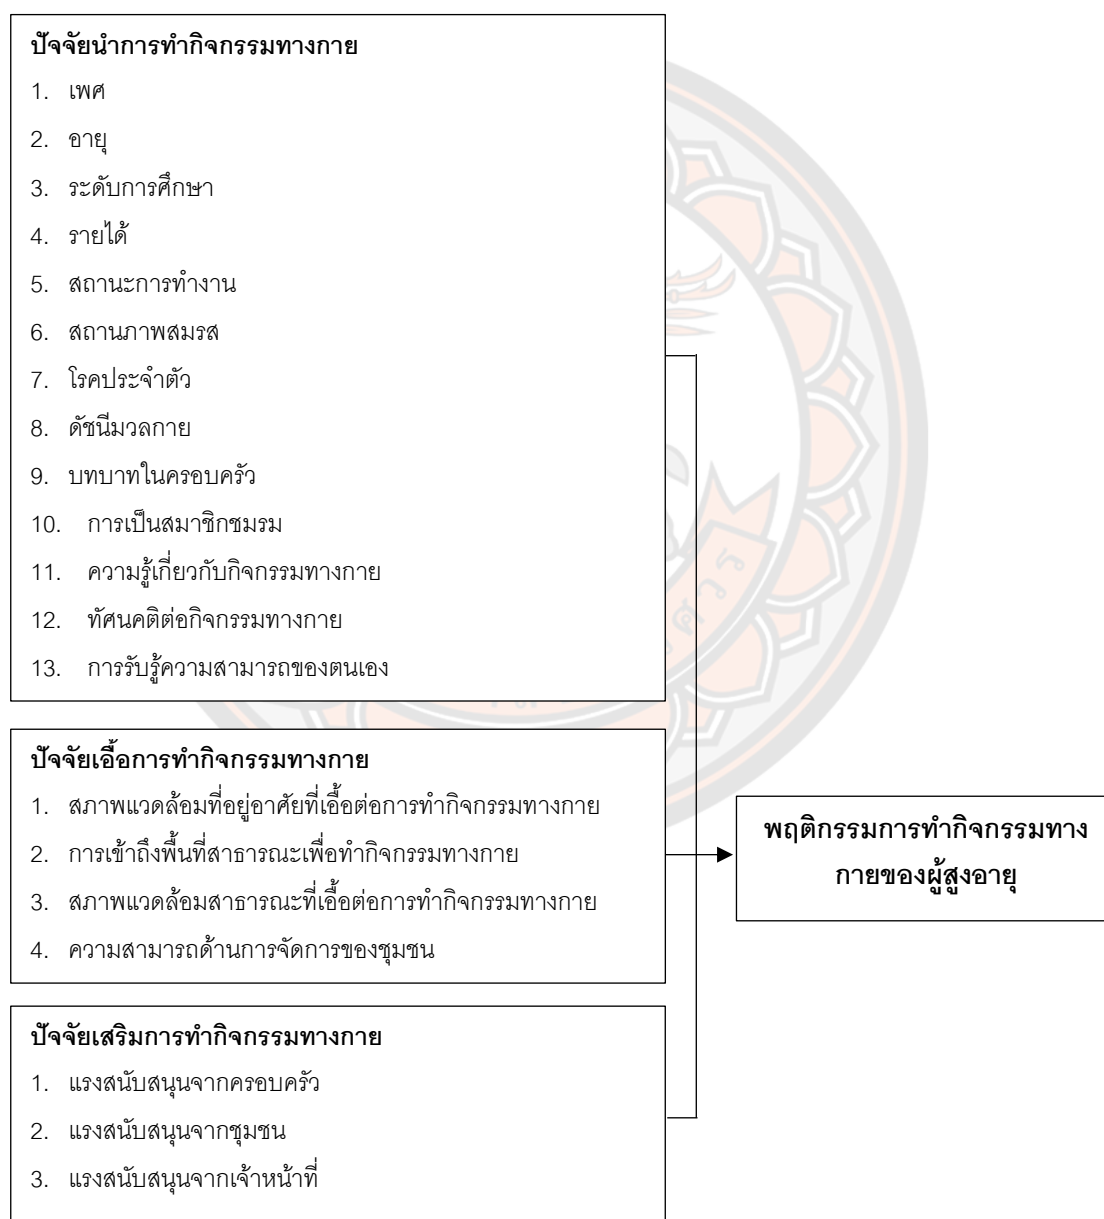 ปัจจัยนำการทำกิจกรรมทางกาย
1. เพศ
2. อายุ
3. ระดับการศึกษา
4. รายได้
5. สถานะการทำงาน
6. สถานภาพสมรส
7. โรคประจำตัว
8. ดัชนีมวลกาย
9. บทบาทในครอบครัว
10. การเป็นสมาชิกชมรม
11. ความรู้เกี่ยวกับกิจกรรมทางกาย
12. ทัศนคติต่อกิจกรรมทางกาย
13. การรับรู้ความสามารถของตนเอง
ปัจจัยเอื้อการทำกิจกรรมทางกาย
1. สภาพแวดล้อมที่อยู่อาศัยที่เอื้อต่อการทำกิจกรรมทางกาย
2. การเข้าถึงพื้นที่สาธารณะเพื่อทำกิจกรรมทางกาย
3. สภาพแวดล้อมสาธารณะที่เอื้อต่อการทำกิจกรรมทางกาย
4. ความสามารถด้านการจัดการของชุมชน
ปัจจัยเสริมการทำกิจกรรมทางกาย
1. แรงสนับสนุนจากครอบครัว
2. แรงสนับสนุนจากชุมชน
3. แรงสนับสนุนจากเจ้าหน้าที่
พฤติกรรมการทำกิจกรรมทาง
กายของผู้สูงอายุ